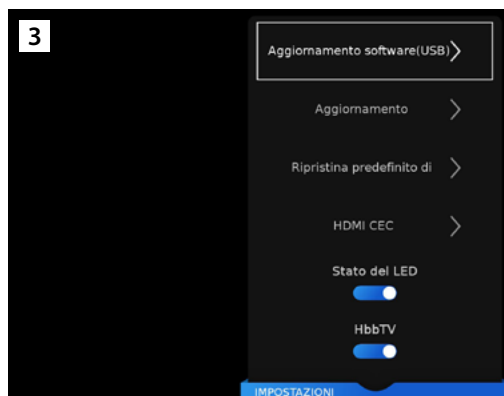 3
Aggiornamento software(USB)
Aggiornamento
Ripristina predefinito di
HDMI CEC
Stato del LED
HbbTV
IMPOSTAZIONI